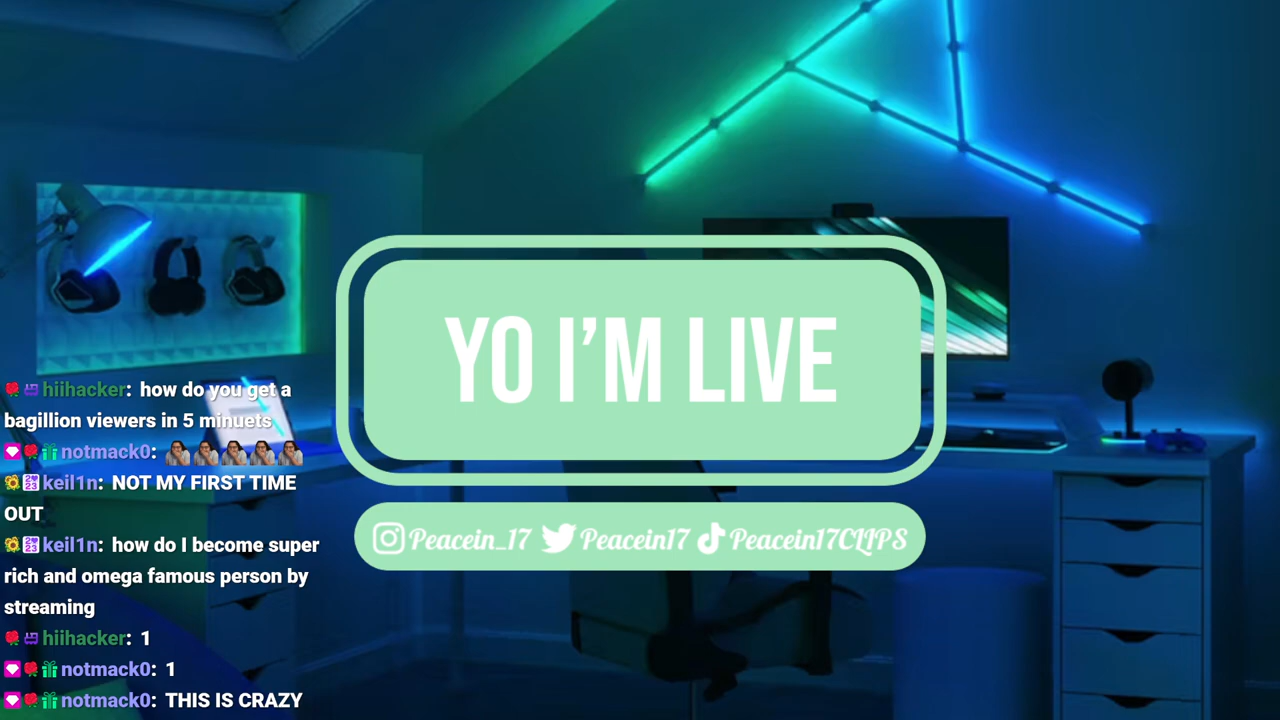 YO I’M LIVE
Peacein_17 Peacein17 Peacein17CLIPS
hiihacker: how do you get a
bagillion viewers in 5 minuets
notmack0:
keil1n: NOT MY FIRST TIME
OUT
keil1n: how do I become super
rich and omega famous person by
streaming
hiihacker: 1
notmack0: 1
notmack0: THIS IS CRAZY